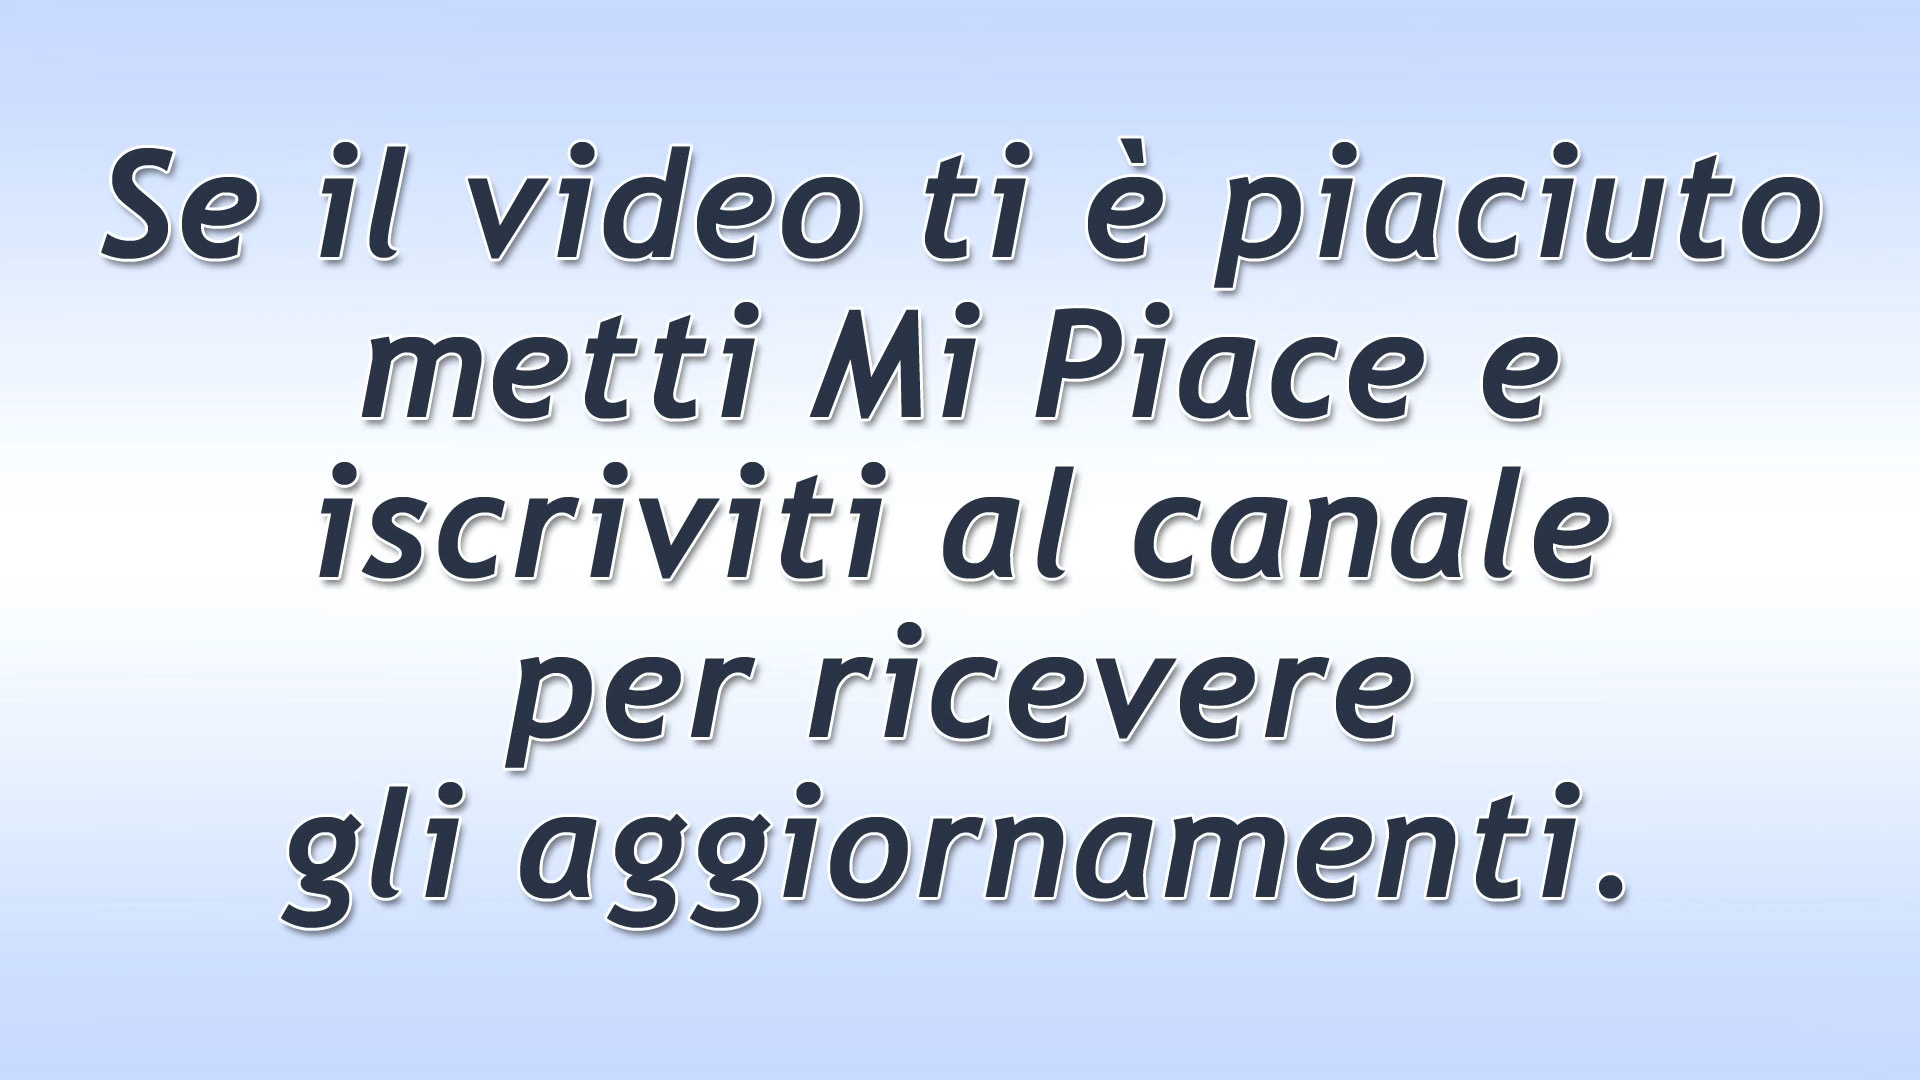 Se il video ti è piaciuto
metti Mi Piace e
iscriviti al canale
per ricevere
gli aggiornamenti.